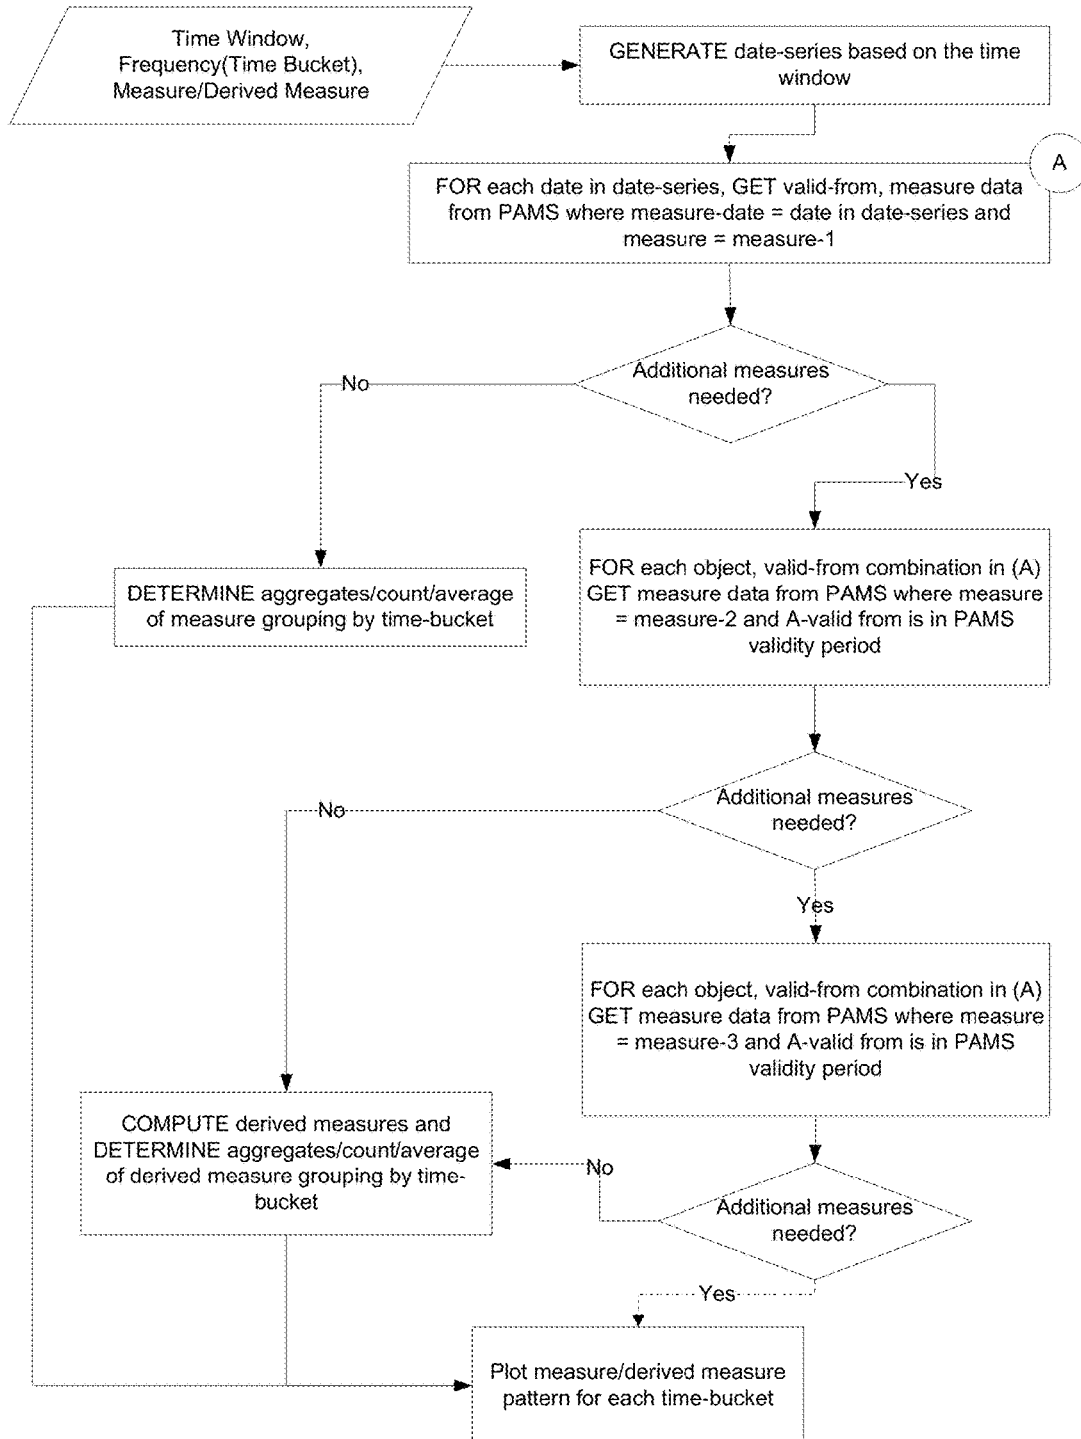 Time Window,
Frequency(Time Bucket),
Measure/Derived Measure
GENERATE date-series based on the time
window
A
FOR each date in date-series, GET valid-from, measure data
from PAMS where measure-date = date in date-series and
measure = measure-1
Additional measures
needed?
No
Yes
FOR each object, valid-from combination in (A)
GET measure data from PAMS where measure
= measure-2 and A-valid from is in PAMS
validity period
DETERMINE aggregates/count/average
of measure grouping by time-bucket
Additional measures
needed?
No
Yes
FOR each object, valid-from combination in (A)
GET measure data from PAMS where measure
= measure-3 and A-valid from is in PAMS
validity period
COMPUTE derived measures and
DETERMINE aggregates/count/average
of derived measure grouping by time-
bucket
No
Additional measures
needed?
Yes
Plot measure/derived measure
pattern for each time-bucket